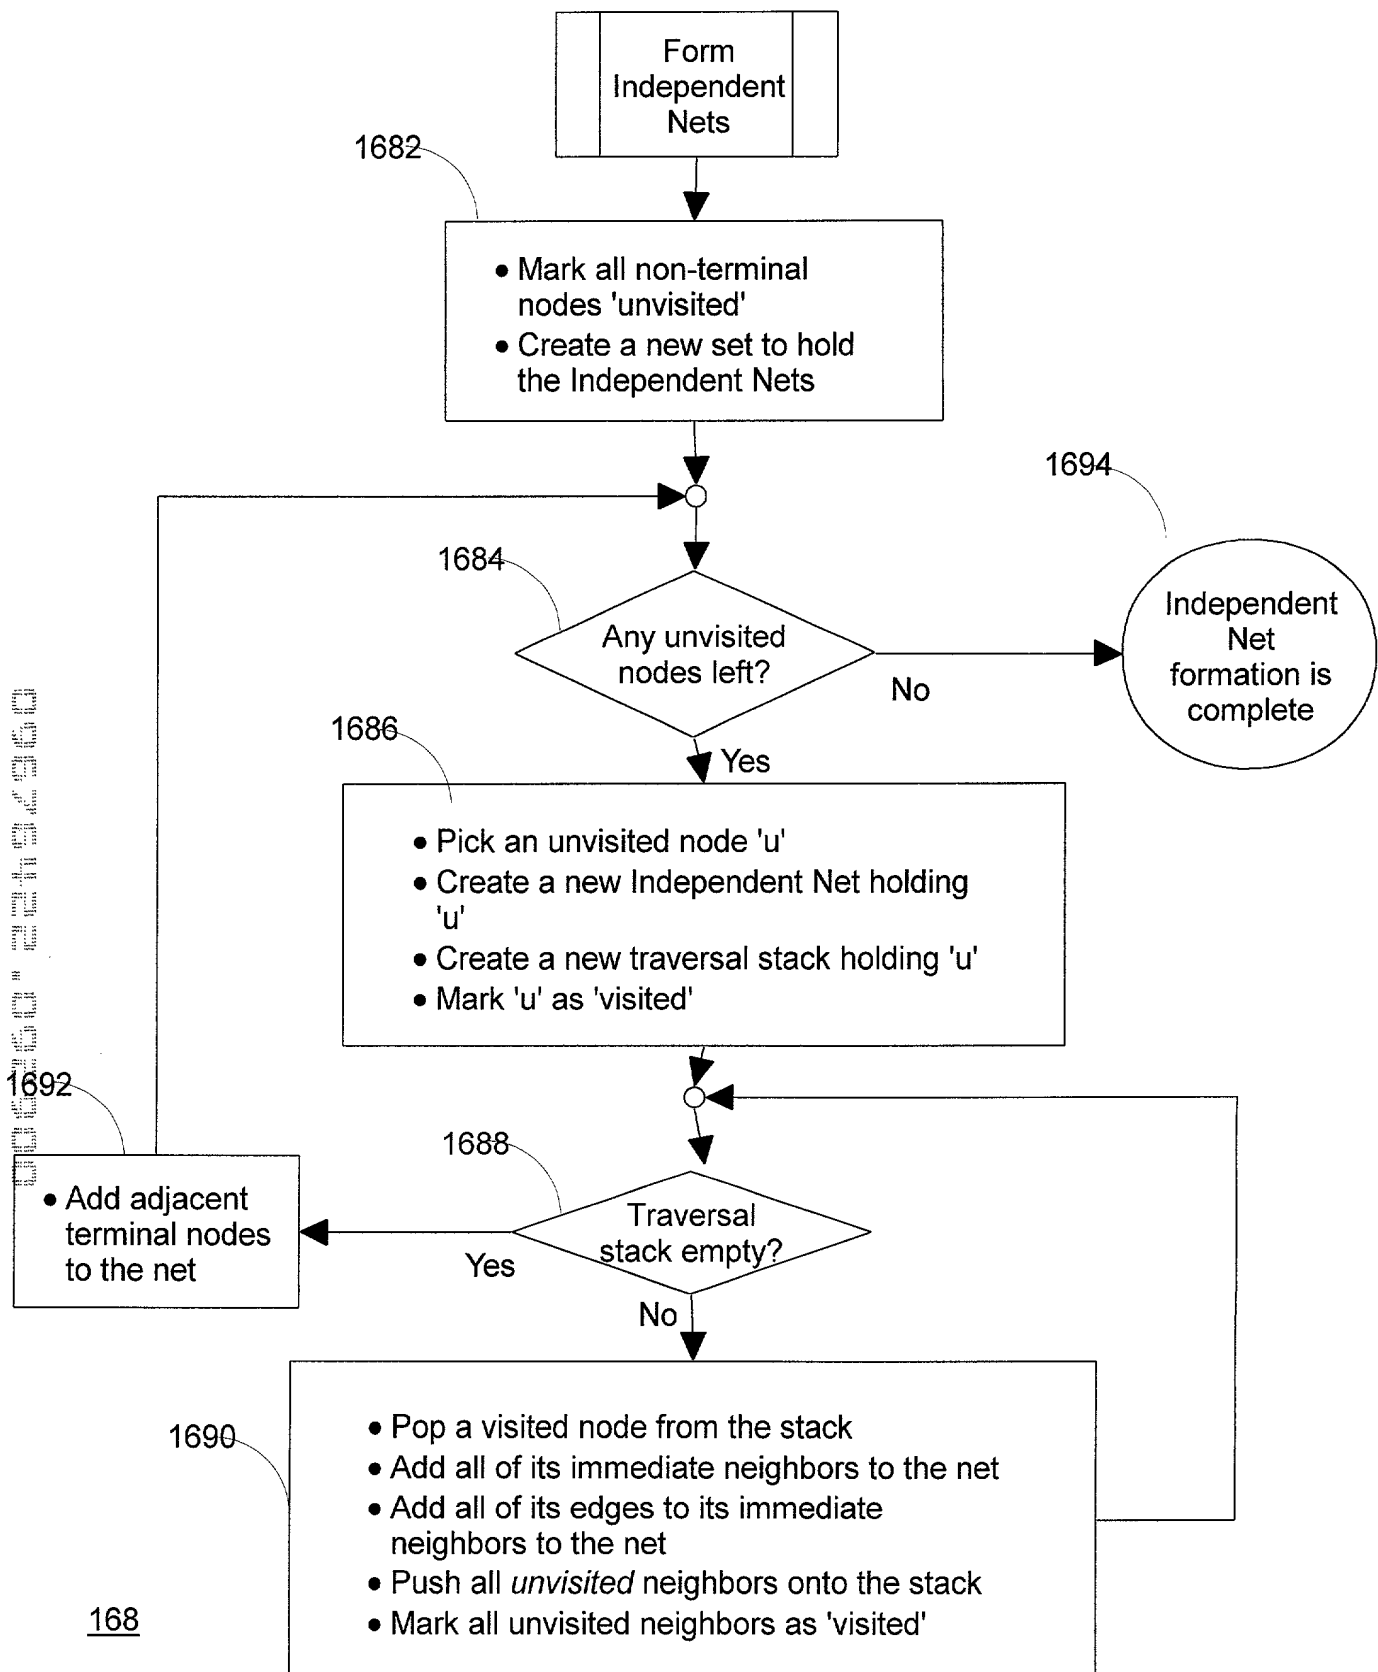 Form
Independent
Nets
1682
• Mark all non-terminal
nodes 'unvisited'
• Create a new set to hold
the Independent Nets
1694
1684
Any unvisited
nodes left?
No
Independent
Net
formation is
complete
1686
Yes
• Pick an unvisited node 'u'
• Create a new Independent Net holding
'u'
• Create a new traversal stack holding 'u'
• Mark 'u' as 'visited'
1692
1688
• Add adjacent
terminal nodes
to the net
Traversal
stack empty?
Yes
No
1690
• Pop a visited node from the stack
• Add all of its immediate neighbors to the net
• Add all of its edges to its immediate
neighbors to the net
• Push all unvisited neighbors onto the stack
• Mark all unvisited neighbors as 'visited'
168